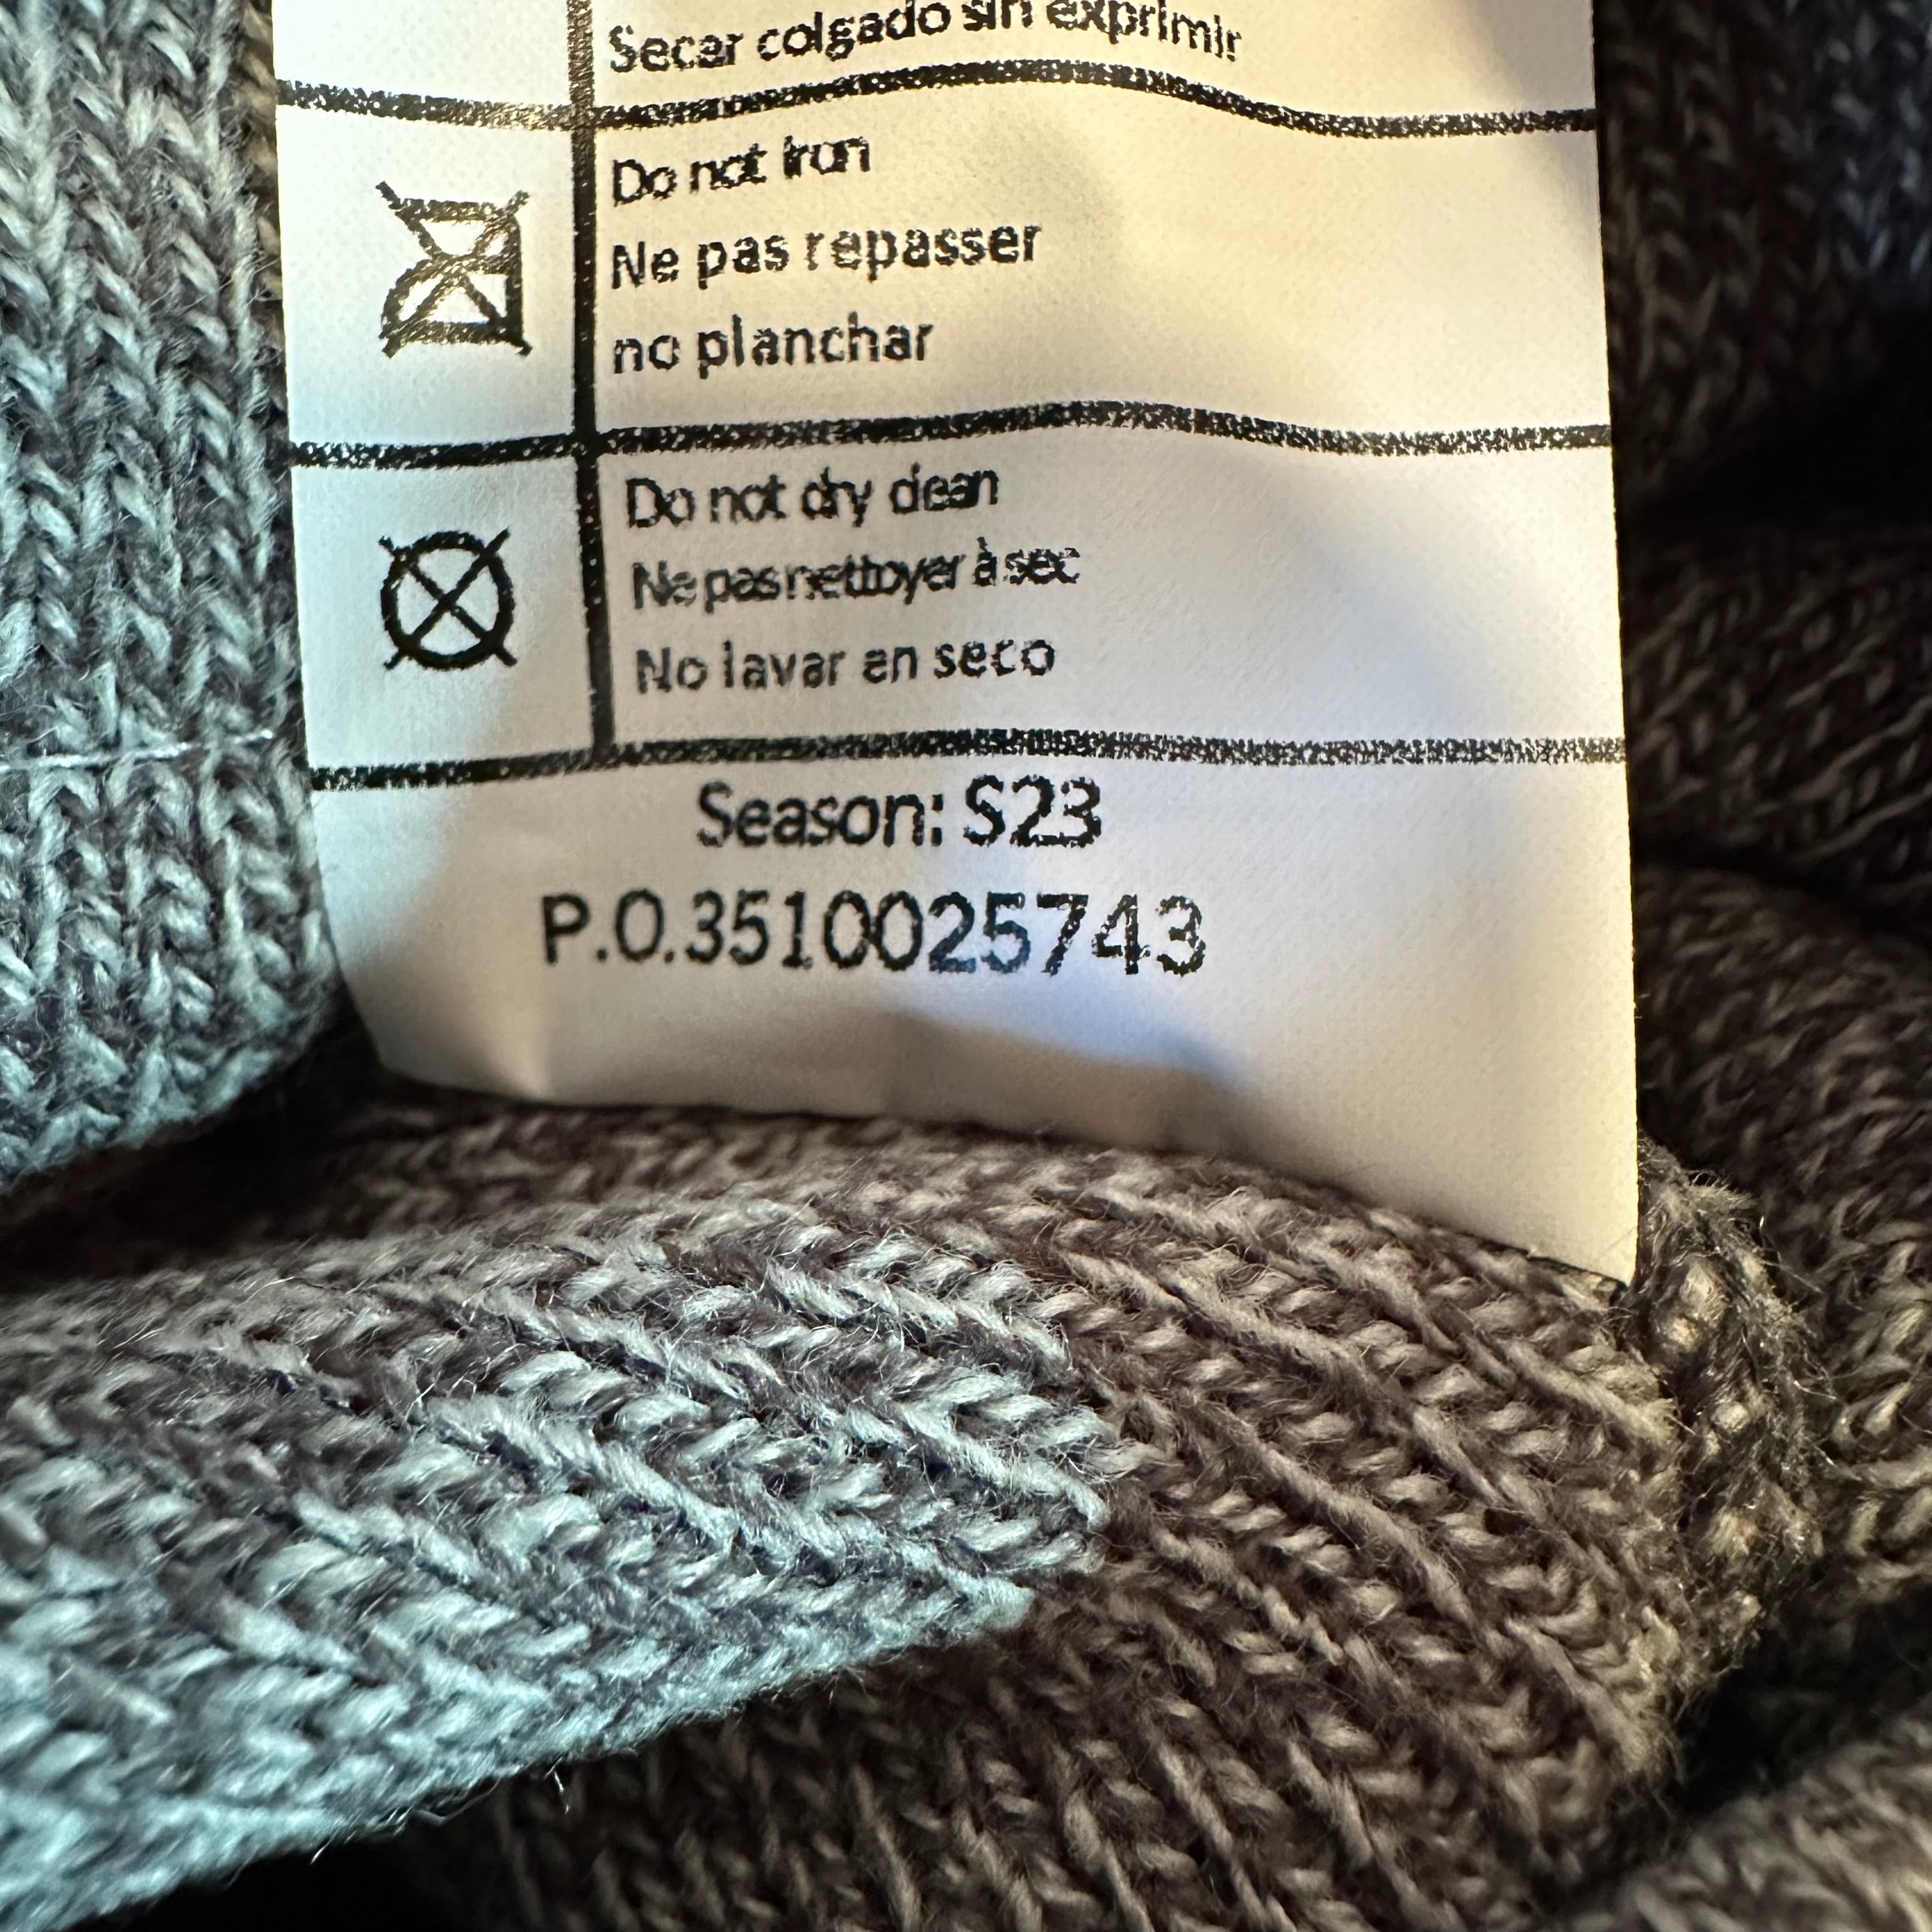 Secar colgado sin exprimir
Do not iron
Ne pas repasser
no planchar
Do not dry clean
Ne pas nettoyer à sec
No lavar en seco
Season: S23
P.O.3510025743